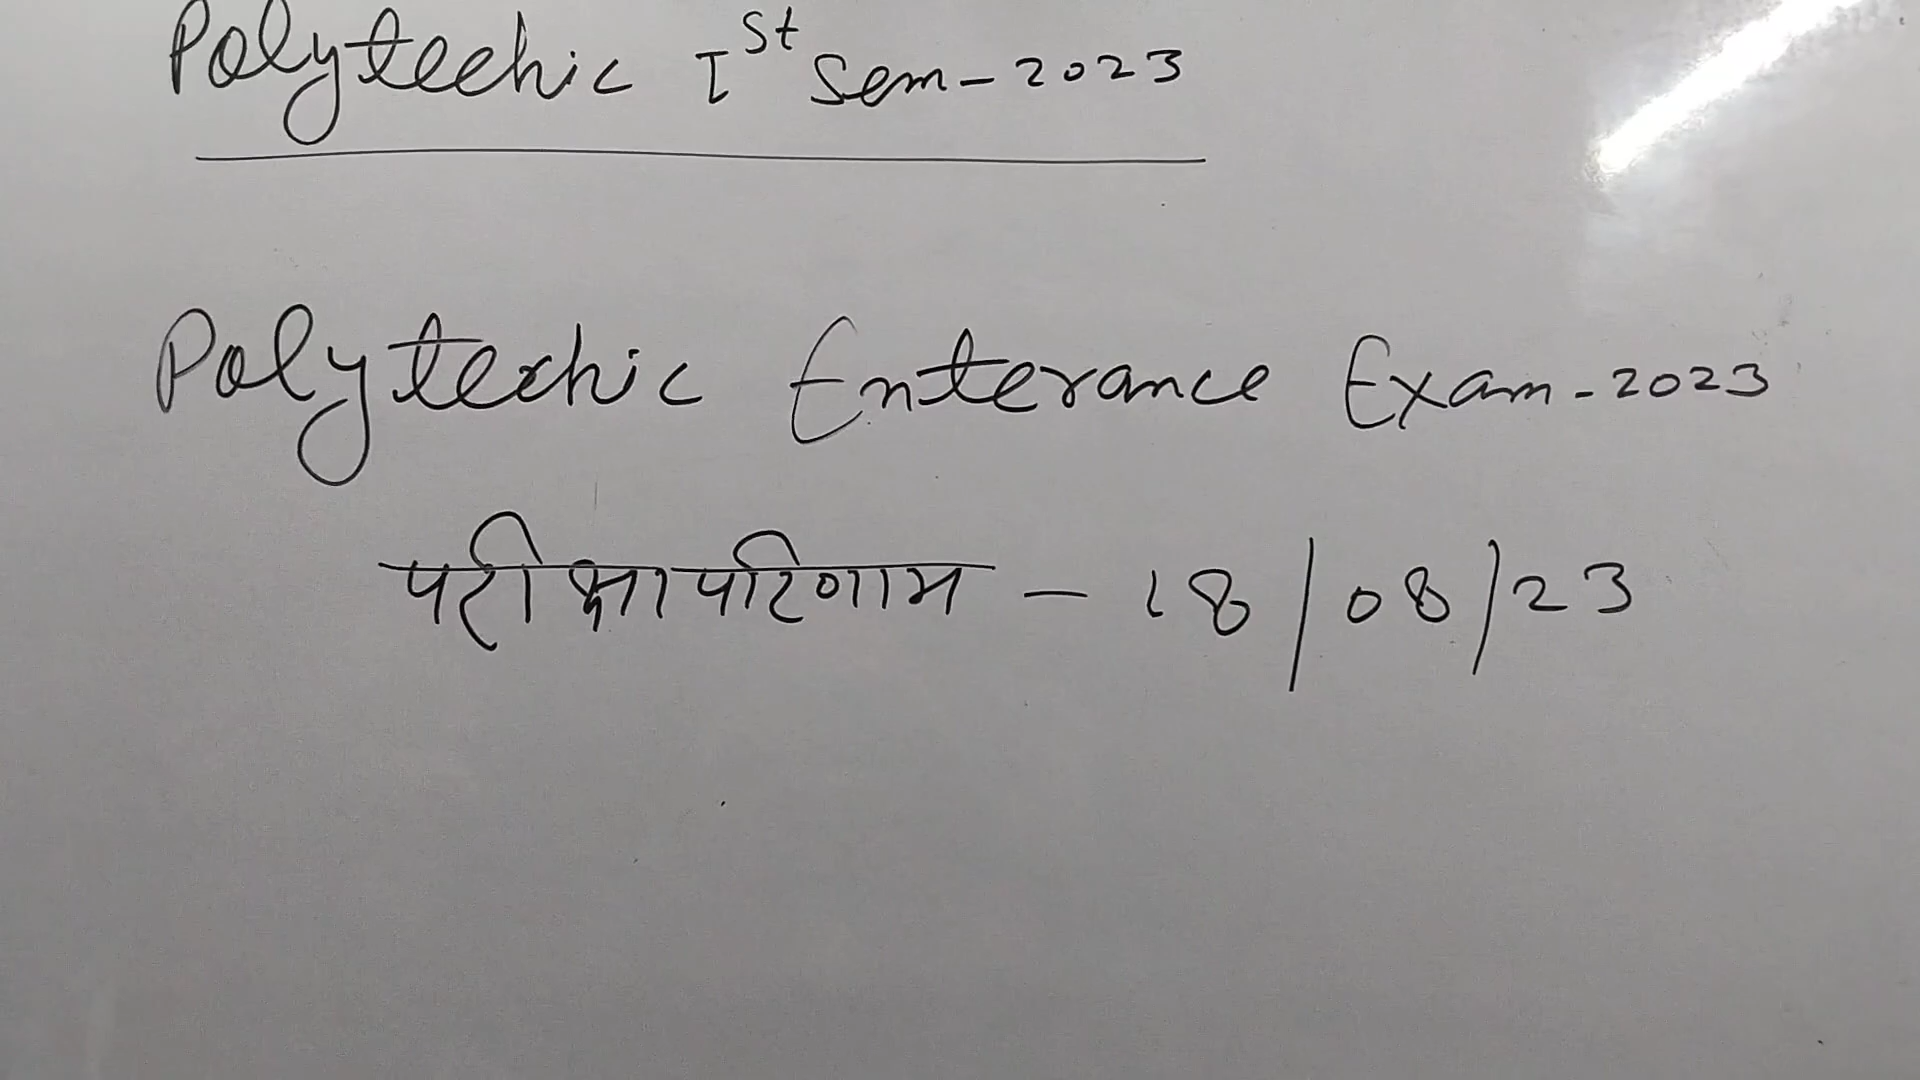 Polytechic Ist Sem - 2023
Polytechic Enterance Exam - 2023
परीक्षा परिणाम - 18/08/23